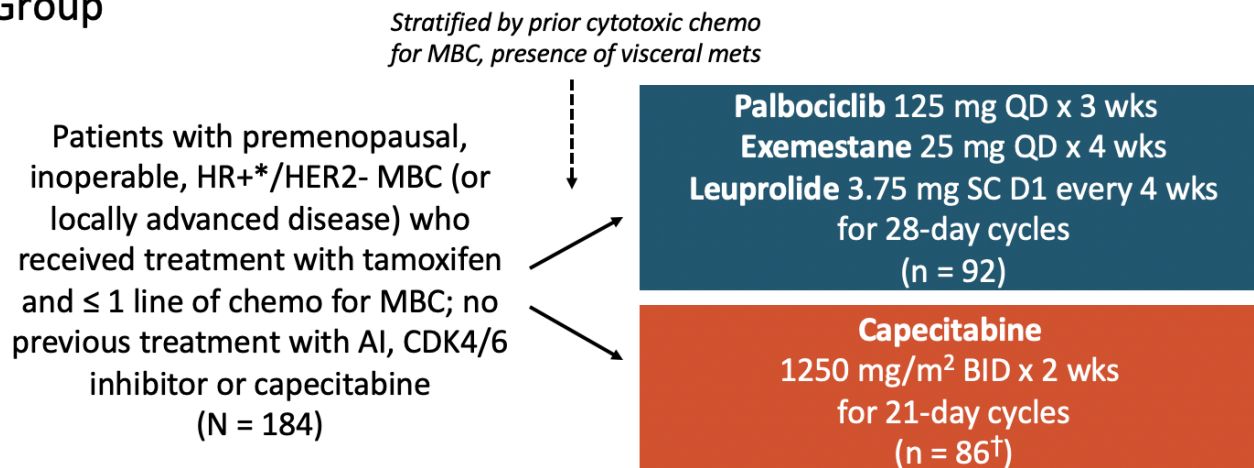 Group
Stratified by prior cytotoxic chemo
for MBC, presence of visceral mets
Patients with premenopausal,
inoperable, HR+*/HER2- MBC (or
locally advanced disease) who
received treatment with tamoxifen
and ≤ 1 line of chemo for MBC; no
previous treatment with AI, CDK4/6
inhibitor or capecitabine
(N = 184)
Palbociclib 125 mg QD x 3 wks
Exemestane 25 mg QD x 4 wks
Leuprolide 3.75 mg SC D1 every 4 wks
for 28-day cycles
(n = 92)
Capecitabine
1250 mg/m² BID x 2 wks
for 21-day cycles
(n = 86†)